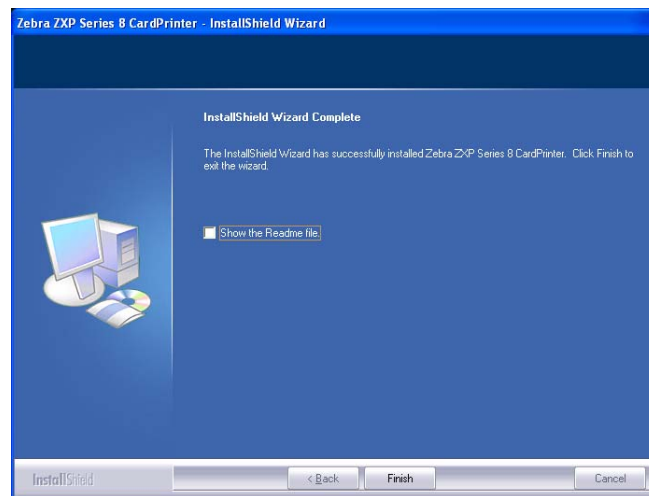 Zebra ZXP Series 8 CardPrinter - InstallShield Wizard
InstallShield Wizard Complete
The InstallShield Wizard has successfully installed Zebra ZXP Series 8 CardPrinter. Click Finish to
exit the wizard.
Show the Readme file.
InstallShield
< Back
Finish
Cancel